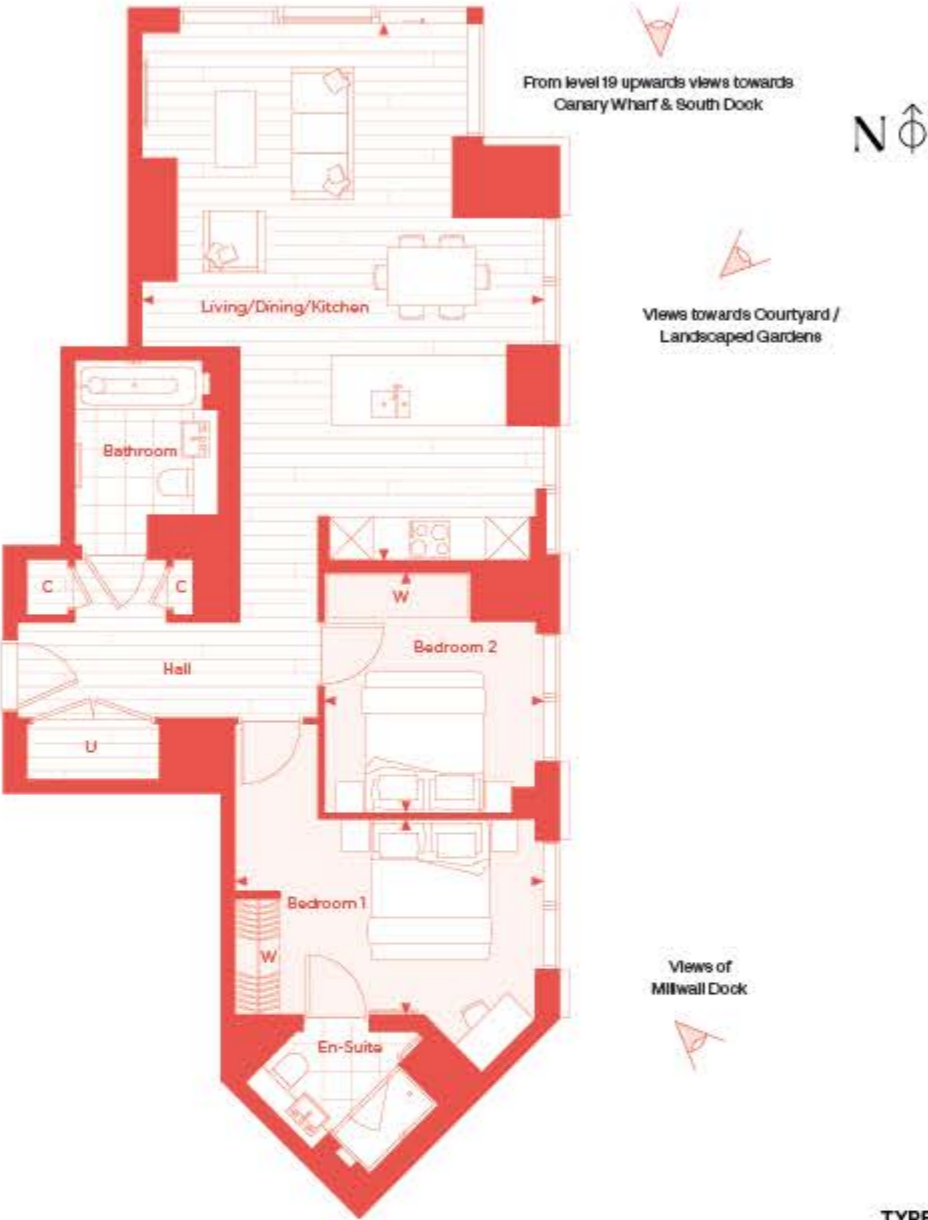 From level 19 upwards views towards
Canary Wharf & South Dock
N
Views towards Courtyard /
Landscaped Gardens
Living/Dining/Kitchen
Bathroom
C
C
W
Bedroom 2
Hall
U
Bedroom 1
W
Views of
Millwall Dock
En-Suite
TYPE